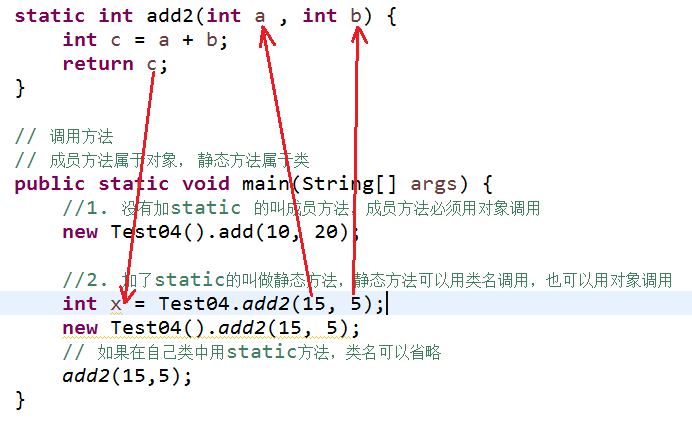 static int add2(int a , int b) {
int c = a + b;
return c;
}
// 调用方法
// 成员方法属于对象, 静态方法属于类
public static void main(String[] args) {
//1. 没有加static 的叫成员方法，成员方法必须用对象调用
new Test04().add(10, 20);
//2. 加了static的叫做静态方法，静态方法可以用类名调用，也可以用对象调用
int x = Test04.add2(15, 5);
new Test04().add2(15, 5);
// 如果在自己类中用static方法，类名可以省略
add2(15,5);
}